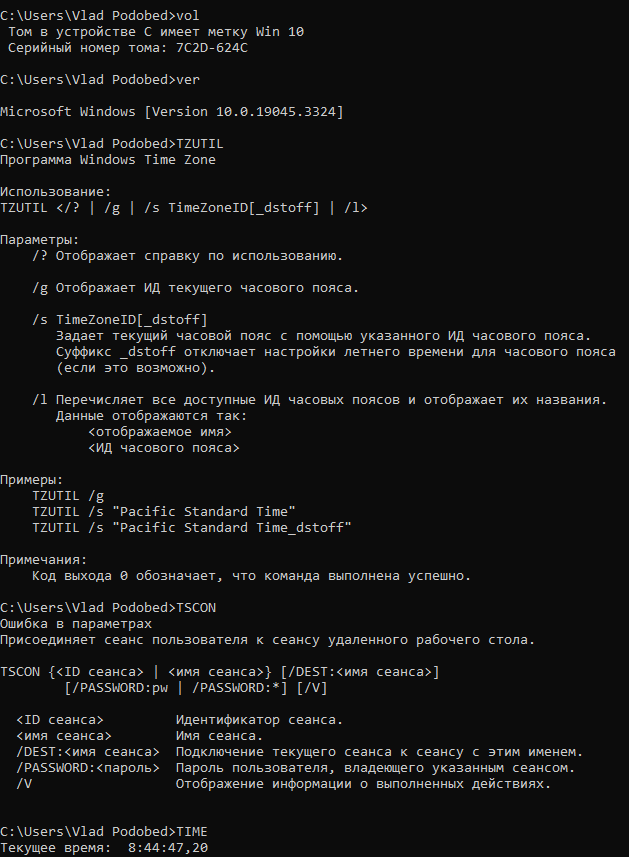 C:\Users\Vlad Podobed>vol
Том в устройстве C имеет метку Win 10
Серийный номер тома: 7C2D-624C
C:\Users\Vlad Podobed>ver
Microsoft Windows [Version 10.0.19045.3324]
C:\Users\Vlad Podobed>TZUTIL
Программа Windows Time Zone
Использование:
TZUTIL </? | /g | /s TimeZoneID[_dstoff] | /l>
Параметры:
/? Отображает справку по использованию.
/g Отображает ИД текущего часового пояса.
/s TimeZoneID[_dstoff]
Задает текущий часовой пояс с помощью указанного ИД часового пояса.
Суффикс _dstoff отключает настройки летнего времени для часового пояса
(если это возможно).
/l Перечисляет все доступные ИД часовых поясов и отображает их названия.
Данные отображаются так:
<отображаемое имя>
<ИД часового пояса>
Примеры:
TZUTIL /g
TZUTIL /s "Pacific Standard Time"
TZUTIL /s "Pacific Standard Time_dstoff"
Примечания:
Код выхода 0 обозначает, что команда выполнена успешно.
C:\Users\Vlad Podobed>TSCON
Ошибка в параметрах
Присоединяет сеанс пользователя к сеансу удаленного рабочего стола.
TSCON {<ID сеанса> | <имя сеанса>} [/DEST:<имя сеанса>]
[/PASSWORD:pw | /PASSWORD:*] [/V]
<ID сеанса> Идентификатор сеанса.
<имя сеанса> Имя сеанса.
/DEST:<имя сеанса> Подключение текущего сеанса к сеансу с этим именем.
/PASSWORD:<пароль> Пароль пользователя, владеющего указанным сеансом.
/V Отображение информации о выполненных действиях.
C:\Users\Vlad Podobed>TIME
Текущее время: 8:44:47,20